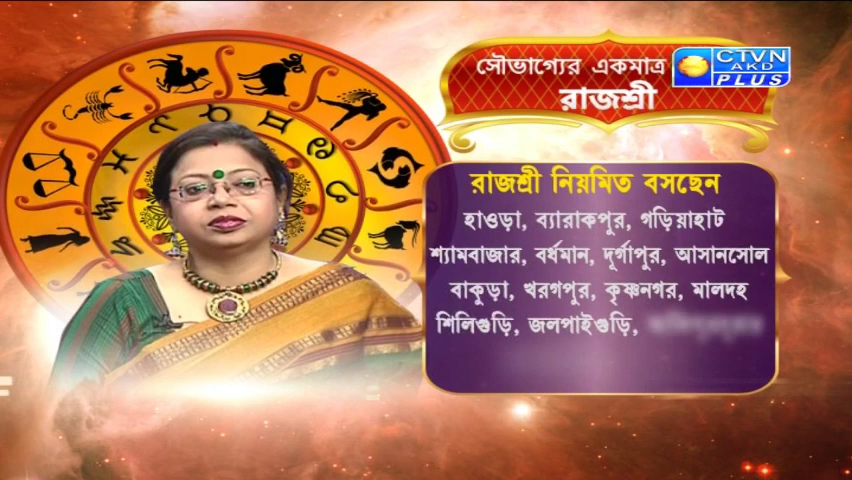 সৌভাগ্যের একমাত্র
রাজশ্রী
CTVN
AKD
PLUS
রাজশ্রী নিয়মিত বসছেন
হাওড়া, ব্যারাকপুর, গড়িয়াহাট
শ্যামবাজার, বর্ধমান, দূর্গাপুর, আসানসোল
বাকুড়া, খরগপুর, কৃষ্ণনগর, মালদহ
শিলিগুড়ি, জলপাইগুড়ি,